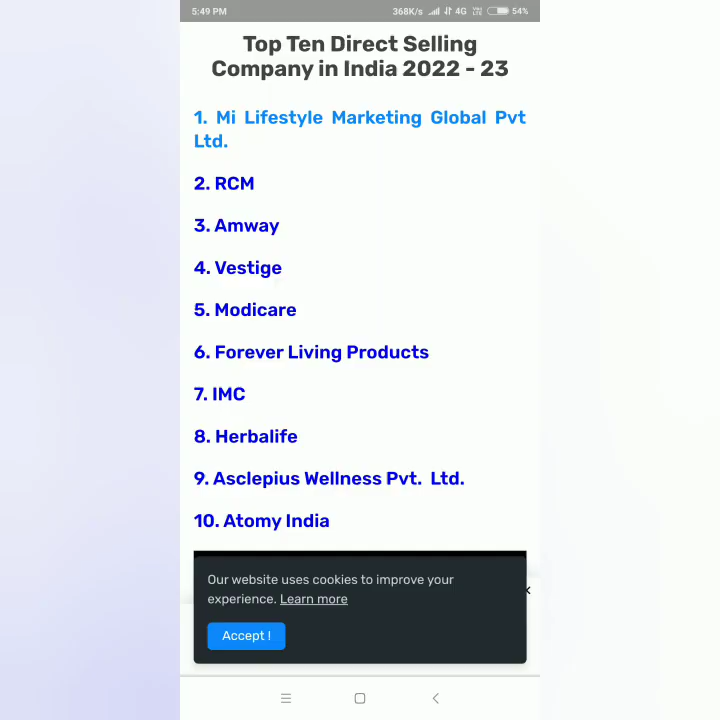 5:49 PM 368K/s 4G VoLTE 54%
Top Ten Direct Selling
Company in India 2022 - 23
1. Mi Lifestyle Marketing Global Pvt
Ltd.
2. RCM
3. Amway
4. Vestige
5. Modicare
6. Forever Living Products
7. IMC
8. Herbalife
9. Asclepius Wellness Pvt. Ltd.
10. Atomy India
Our website uses cookies to improve your
experience. Learn more
Accept !